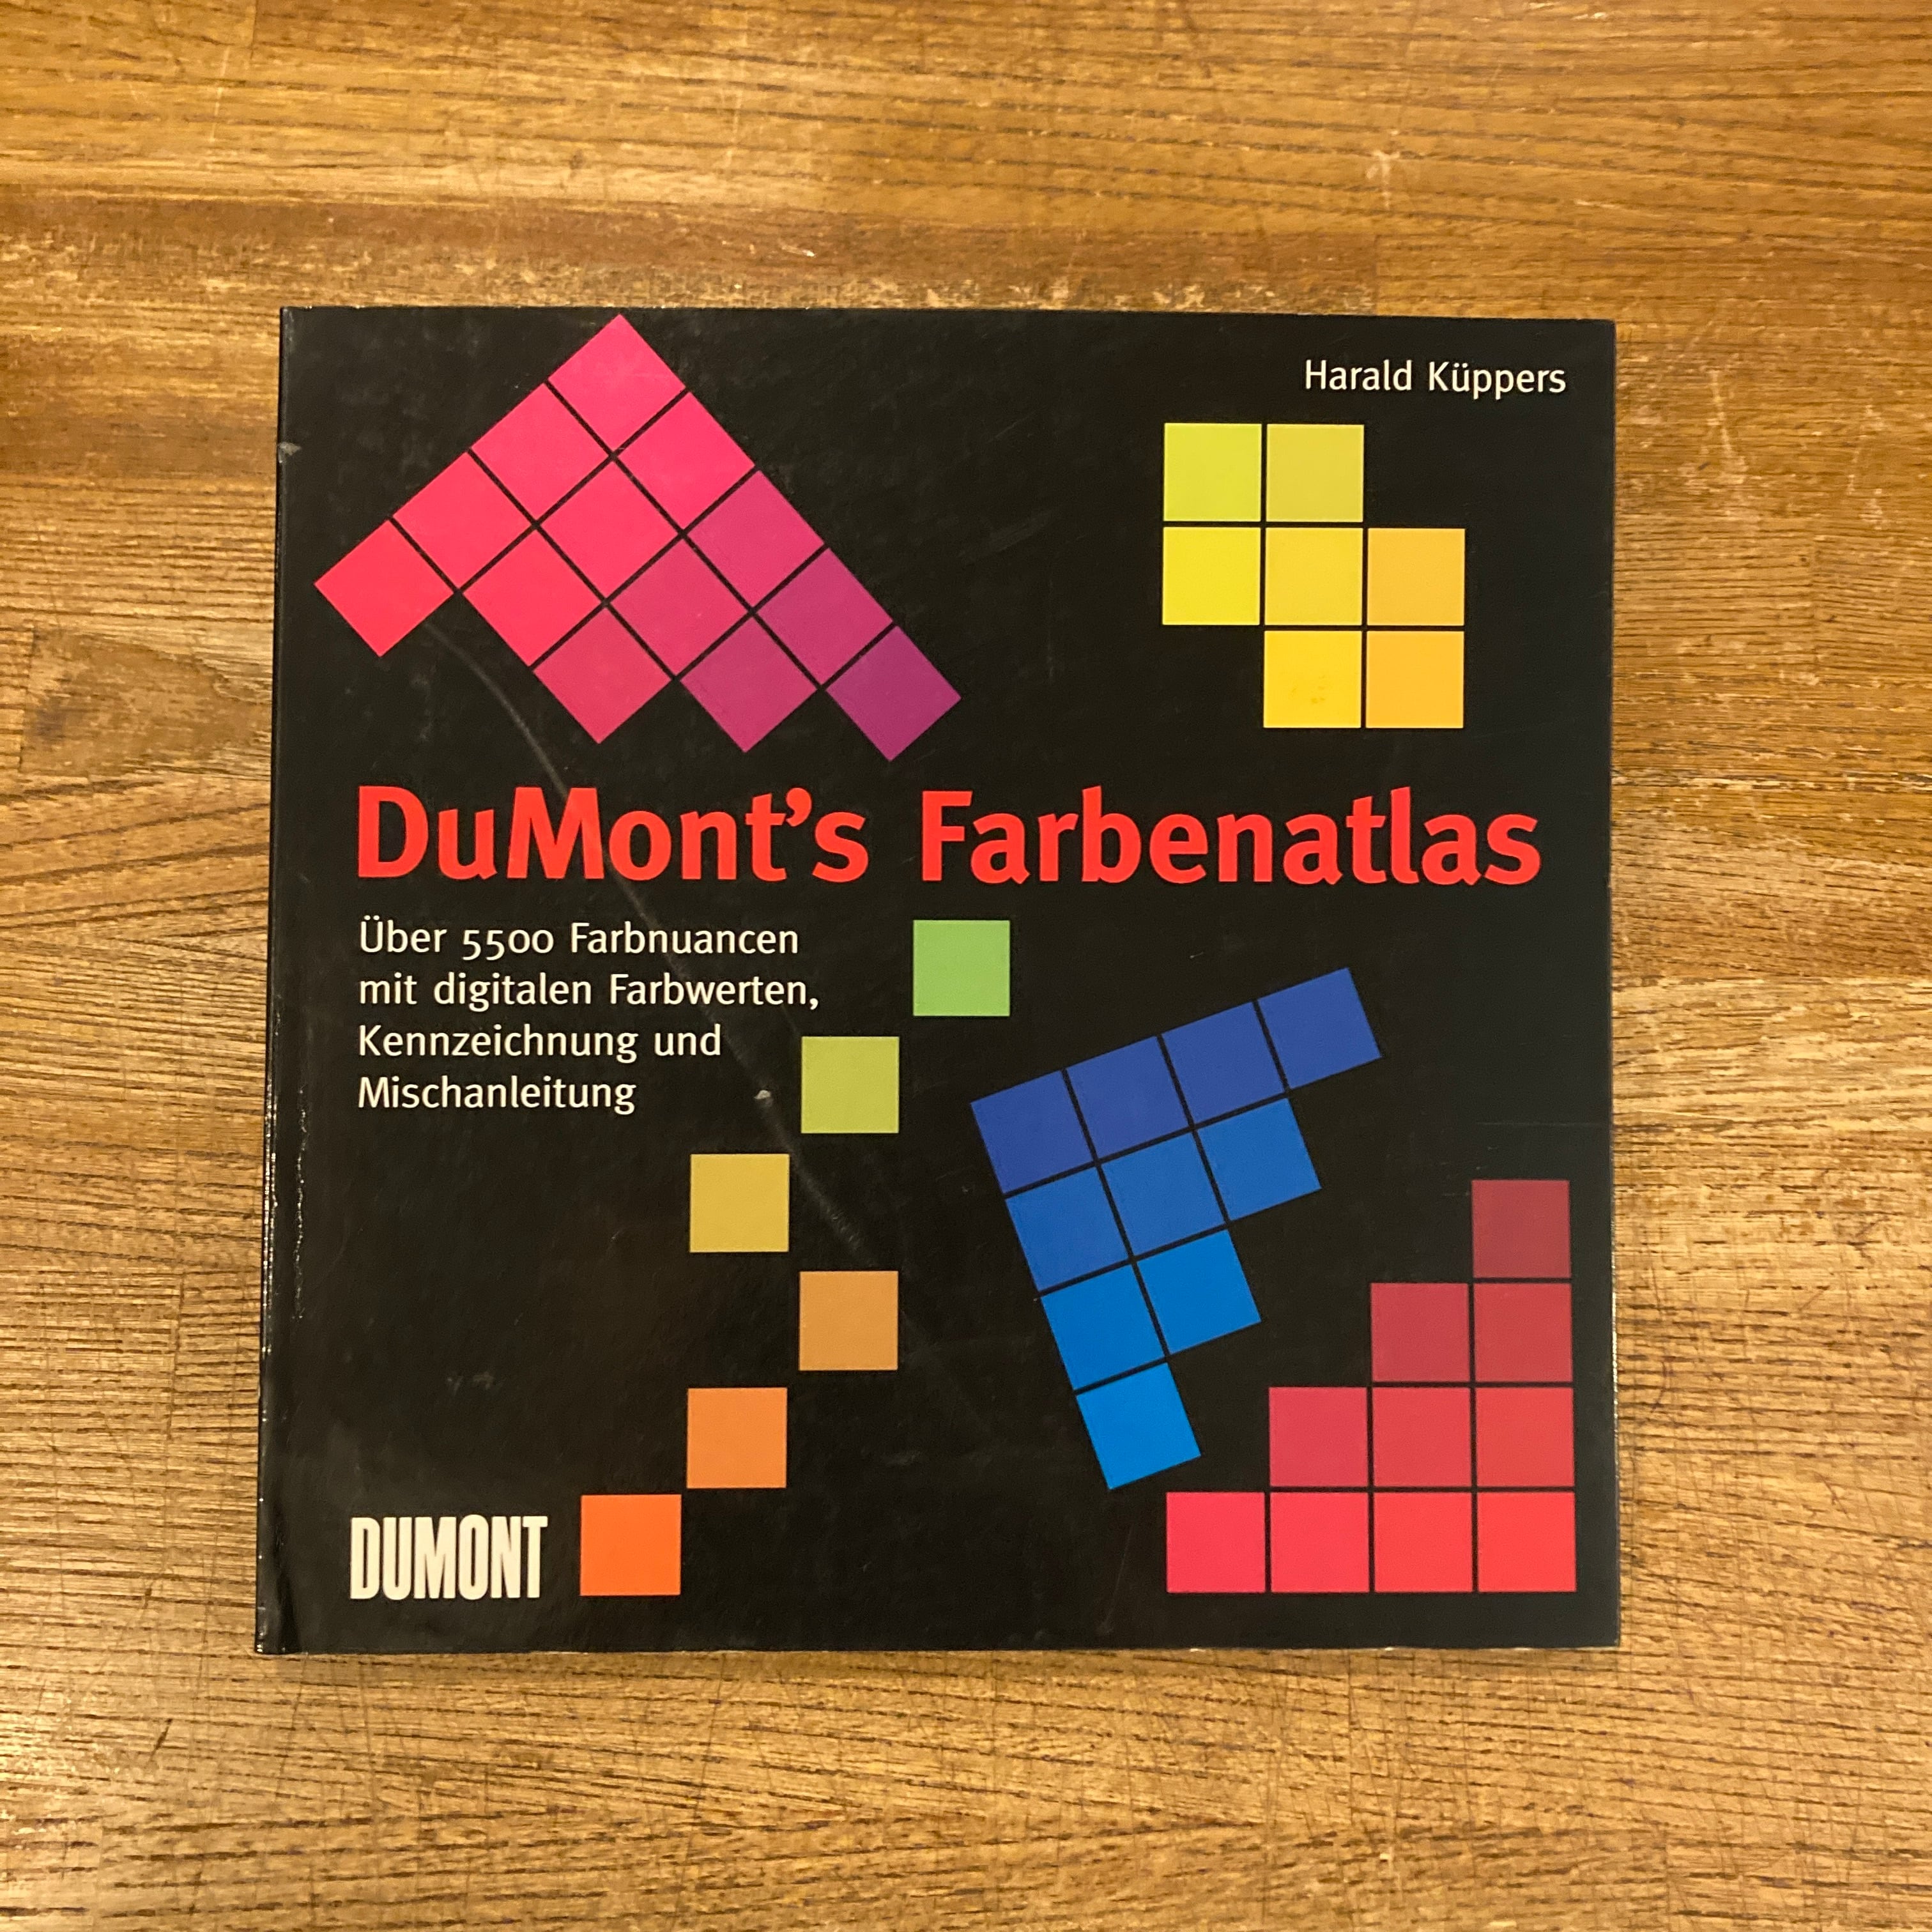 Harald Küppers
DuMont’s Farbenatlas
Über 5500 Farbnuancen
mit digitalen Farbwerten,
Kennzeichnung und
Mischanleitung
DUMONT